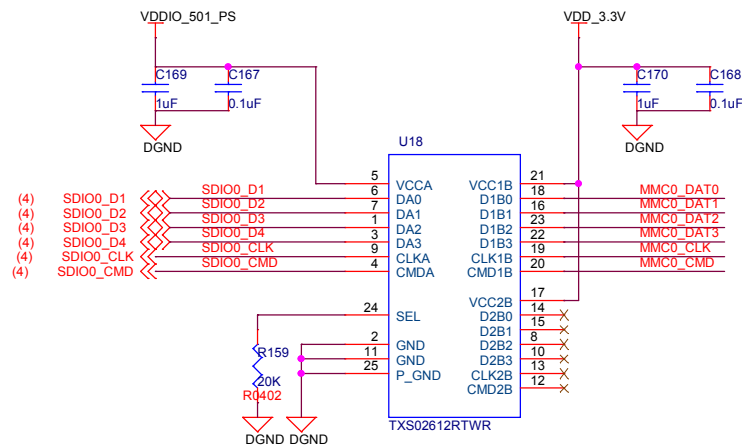 VDDIO_501_PS VDD_3.3V
C169 C167 C170 C168
1uF 0.1uF 1uF 0.1uF
DGND DGND
U18
5 VCCA VCC1B 21
(4) SDIO0_D1 SDIO0_D1 6 DA0 D1B0 18 MMC0_DAT0
(4) SDIO0_D2 SDIO0_D2 7 DA1 D1B1 16 MMC0_DAT1
(4) SDIO0_D3 SDIO0_D3 1 DA2 D1B2 23 MMC0_DAT2
(4) SDIO0_D4 SDIO0_D4 3 DA3 D1B3 22 MMC0_DAT3
(4) SDIO0_CLK SDIO0_CLK 9 CLKA CLK1B 19 MMC0_CLK
(4) SDIO0_CMD SDIO0_CMD 4 CMDA CMD1B 20 MMC0_CMD
VCC2B 17
24 SEL D2B0 14
D2B1 15
2 GND D2B2 8
R159 11 GND D2B3 10
25 P_GND CLK2B 13
20K CMD2B 12
R0402
DGND DGND TXS02612RTWR